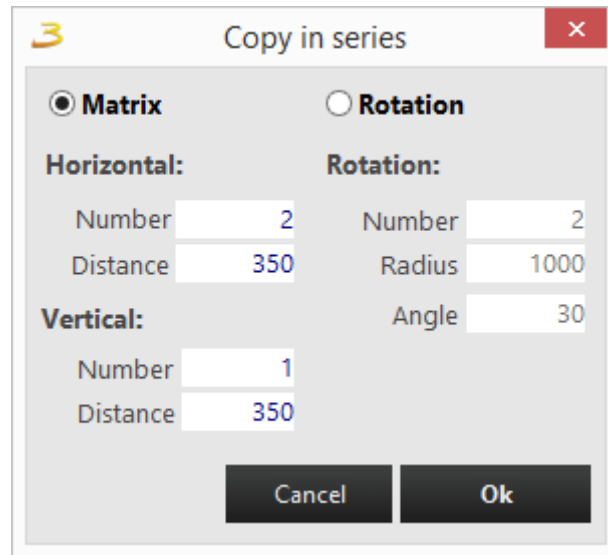 Copy in series
Matrix
Rotation
Horizontal:
Rotation:
Number 2
Number 2
Distance 350
Radius 1000
Vertical:
Angle 30
Number 1
Distance 350
Cancel
Ok